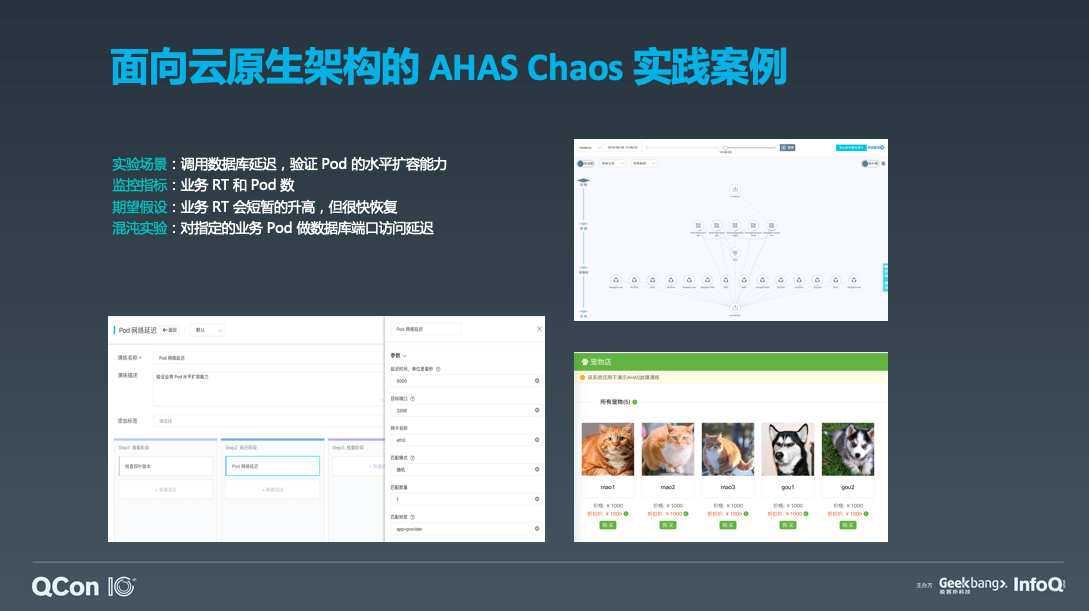 面向云原生架构的 AHAS Chaos 实践案例
实验场景：调用数据库延迟，验证 Pod 的水平扩容能力
监控指标：业务 RT 和 Pod 数
期望假设：业务 RT 会短暂的升高，但很快恢复
混沌实验：对指定的业务 Pod 做数据库端口访问延迟
Pod 网络延迟
返回
默认
演练名称 *
Pod 网络延迟
演练描述
验证业务 Pod 水平扩容能力
添加标签
请选择
Step1: 准备阶段
Step2: 执行阶段
Step3: 检查阶段
检查探针版本
Pod 网络延迟
+ 新建活动
+ 新建活动
Pod 网络延迟
参数
延迟时间，单位是毫秒
5000
目标端口
3306
网卡名称
eth0
匹配模式
随机
匹配数量
1
匹配标签
app=provider
宠物店
该系统仅用于演示AHAS故障演练
所有宠物(5)
mao1
mao2
mao3
gou1
gou2
价格: ￥1000
价格: ￥1000
价格: ￥1000
价格: ￥1000
价格: ￥1000
折扣价: ￥1000
折扣价: ￥1000
折扣价: ￥1000
折扣价: ￥1000
折扣价: ￥1000
购 买
购 买
购 买
购 买
购 买
QCon 10
主办方
Geekbang>.
极客邦科技
InfoQ